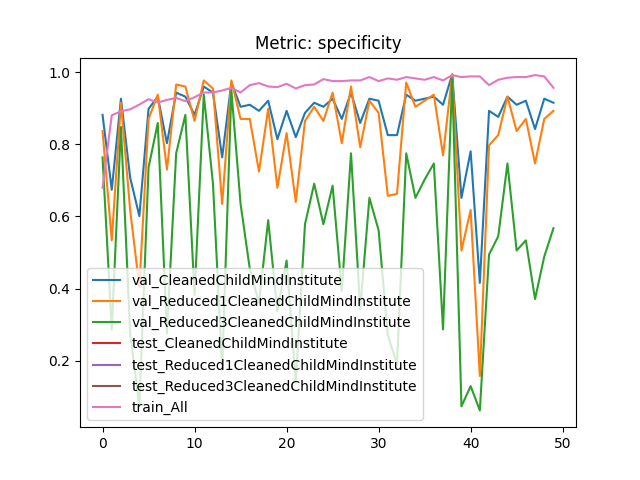 Metric: specificity
1.0
0.8
0.6
0.4
0.2
val_CleanedChildMindInstitute
val_Reduced1CleanedChildMindInstitute
val_Reduced3CleanedChildMindInstitute
test_CleanedChildMindInstitute
test_Reduced1CleanedChildMindInstitute
test_Reduced3CleanedChildMindInstitute
train_All
0 10 20 30 40 50